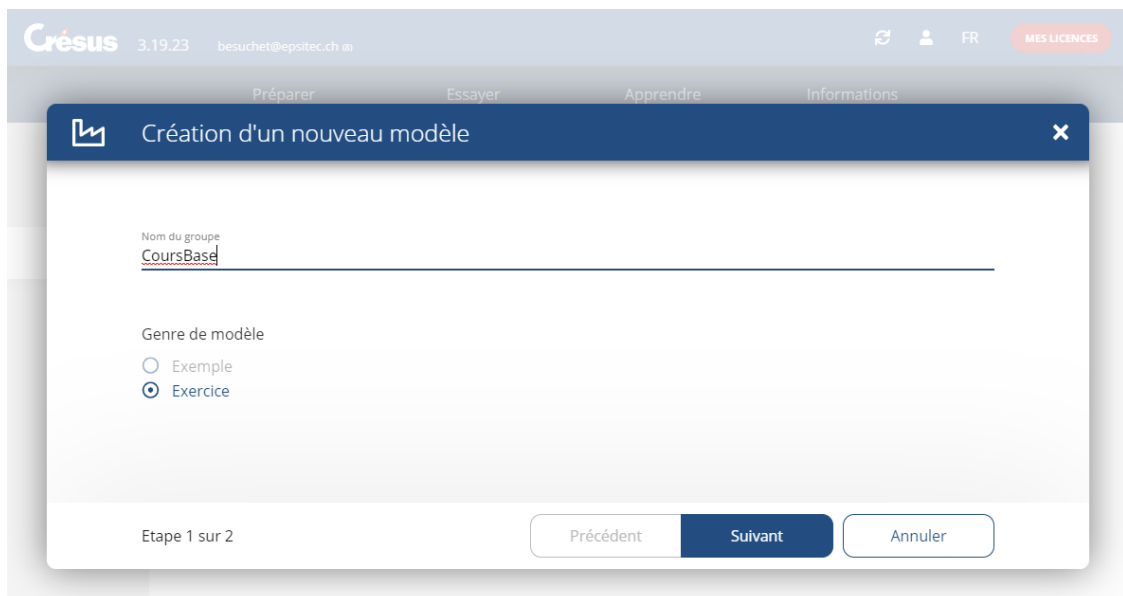 Crésus 3.19.23 besuchet@epsitec.ch (8) FR MES LICENCES
Préparer Essayer Apprendre Informations
Création d'un nouveau modèle
Nom du groupe
CoursBase
Genre de modèle
Exemple
Exercice
Etape 1 sur 2 Précédent Suivant Annuler